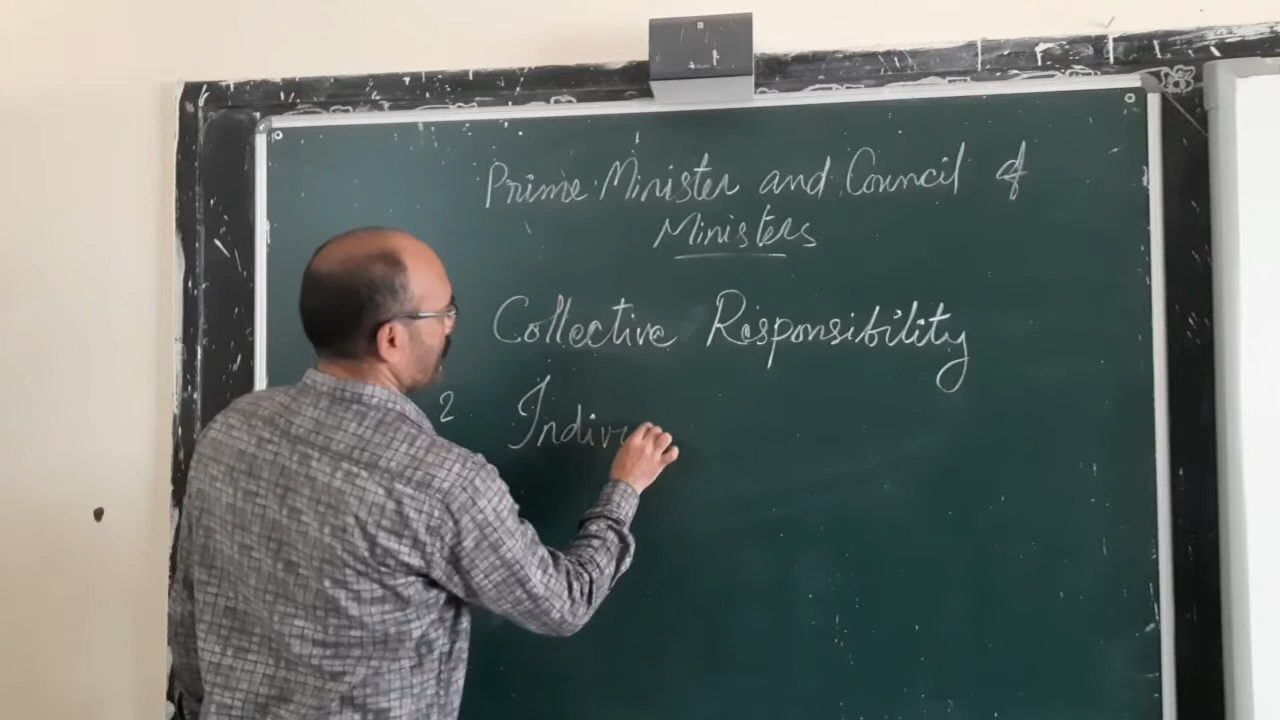 Prime Minister and Council of
Ministers
Collective Responsibility
2 Indiv